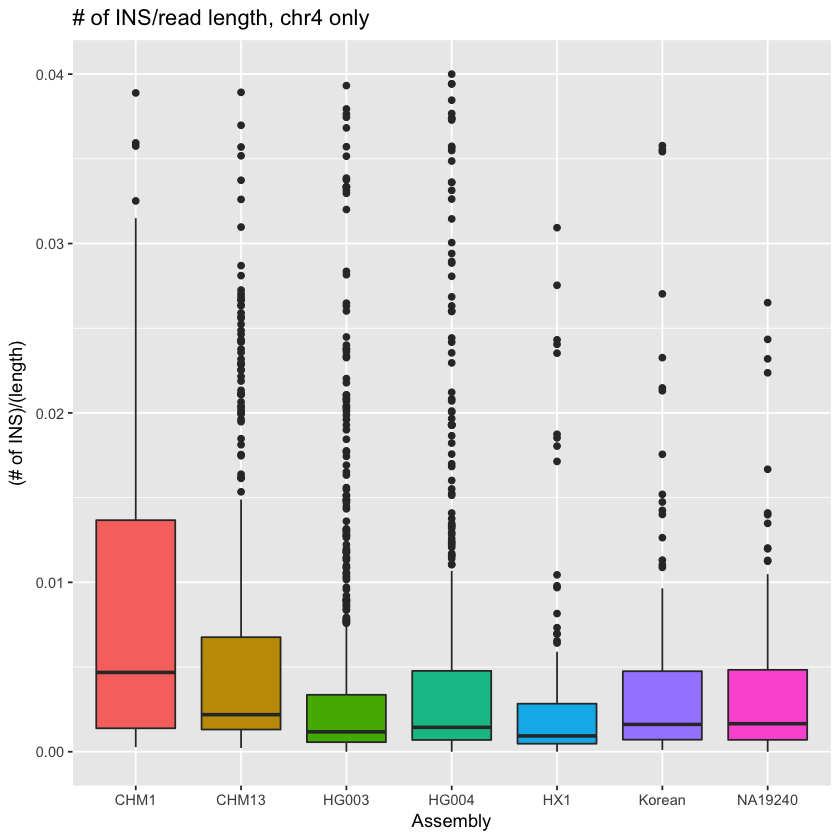 # of INS/read length, chr4 only
(# of INS)/(length)
0.04
0.03
0.02
0.01
0.00
CHM1 CHM13 HG003 HG004 HX1 Korean NA19240
Assembly